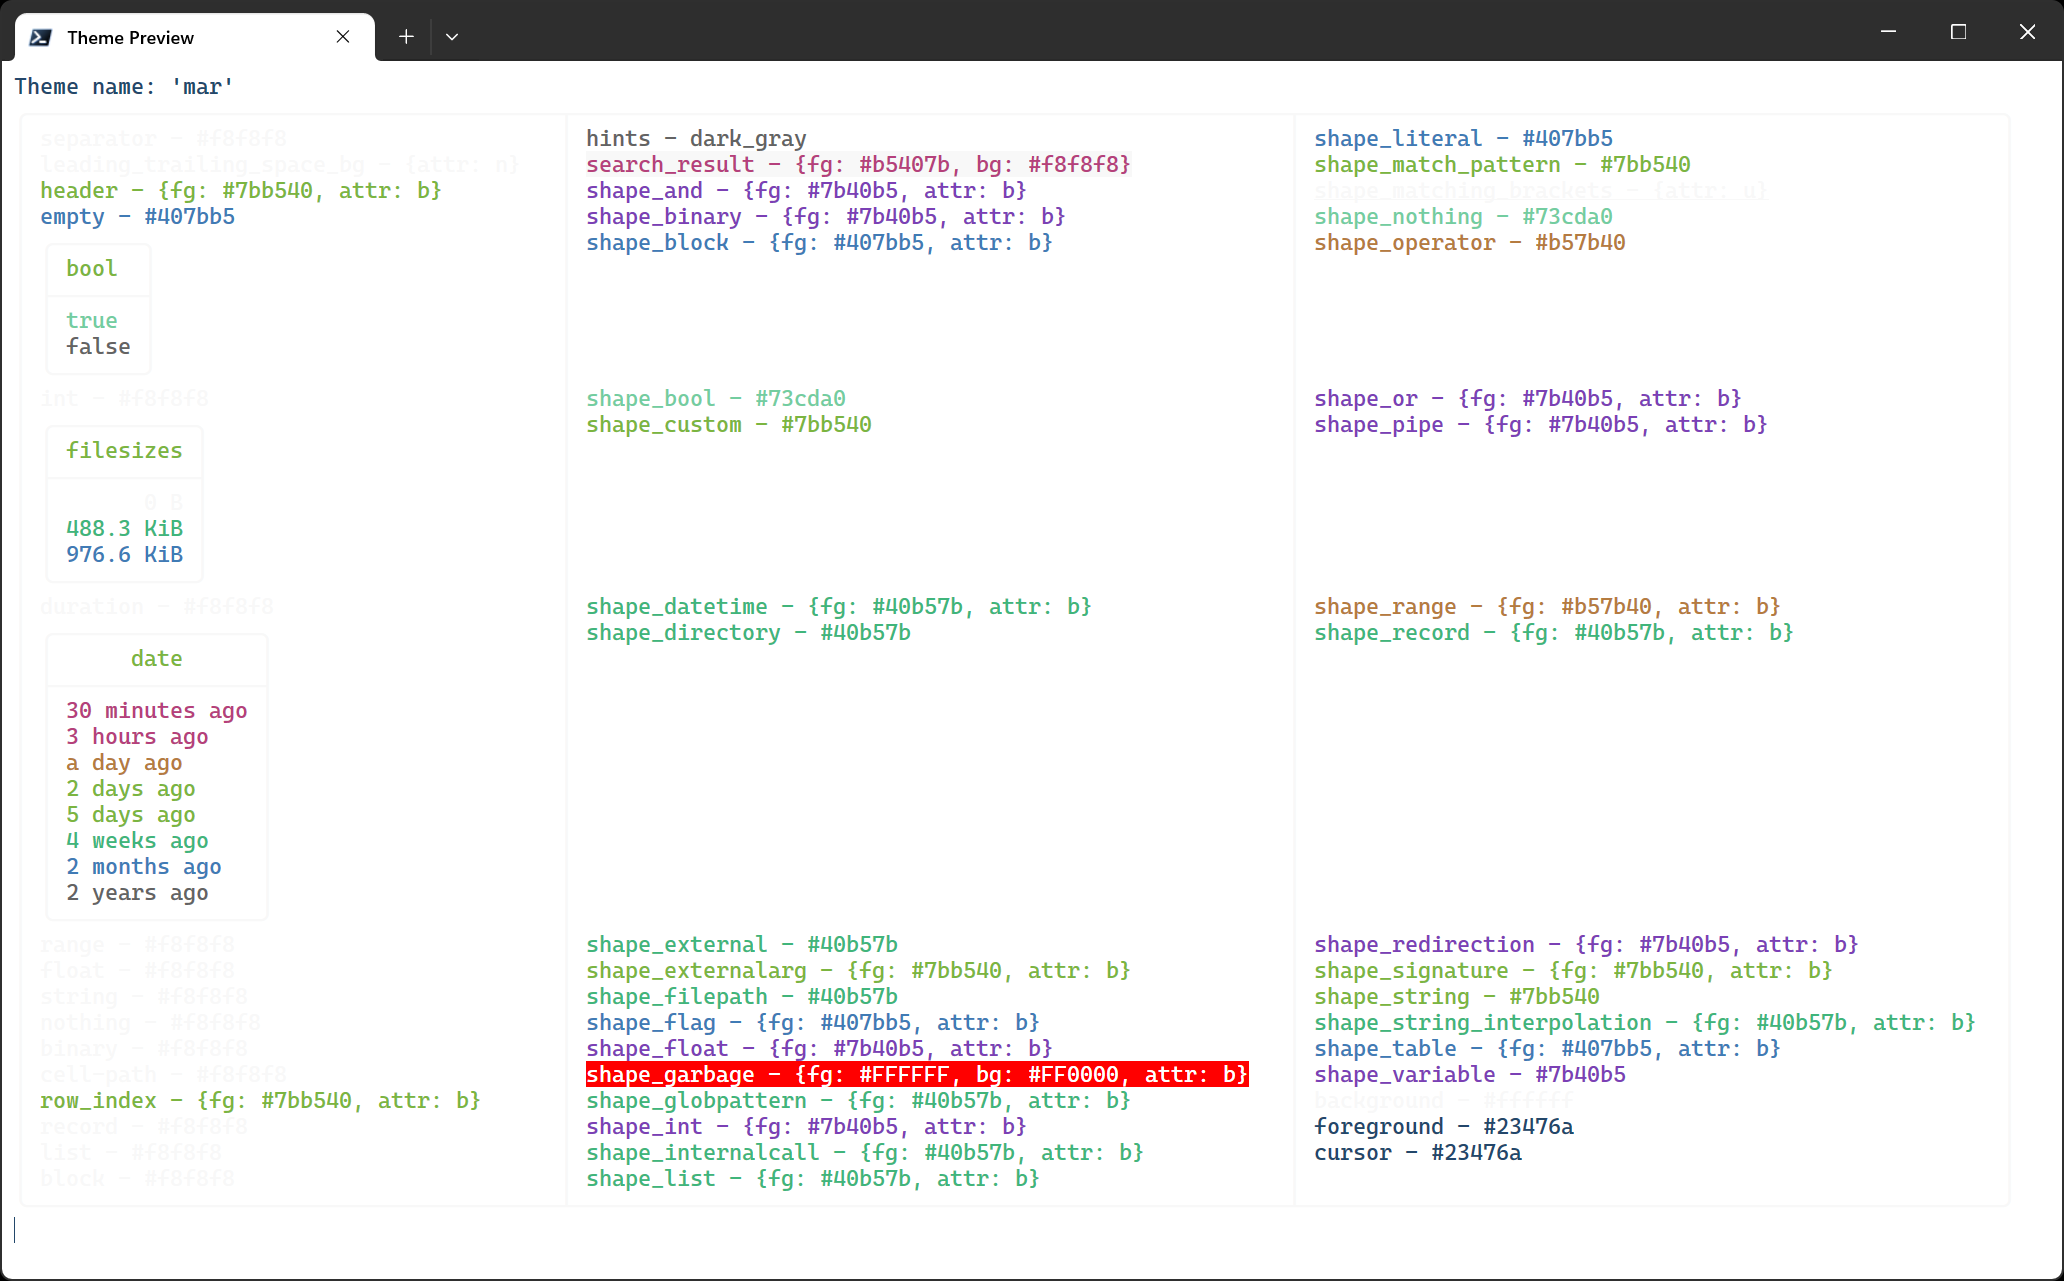 Theme Preview
Theme name: 'mar'
separator - #f8f8f8
leading_trailing_space_bg - {attr: n}
header - {fg: #7bb540, attr: b}
empty - #407bb5
bool
true
false
int - #f8f8f8
filesizes
0 B
488.3 KiB
976.6 KiB
duration - #f8f8f8
date
30 minutes ago
3 hours ago
a day ago
2 days ago
5 days ago
4 weeks ago
2 months ago
2 years ago
range - #f8f8f8
float - #f8f8f8
string - #f8f8f8
nothing - #f8f8f8
binary - #f8f8f8
cell-path - #f8f8f8
row_index - {fg: #7bb540, attr: b}
record - #f8f8f8
list - #f8f8f8
block - #f8f8f8
hints - dark_gray
search_result - {fg: #b5407b, bg: #f8f8f8}
shape_and - {fg: #7b40b5, attr: b}
shape_binary - {fg: #7b40b5, attr: b}
shape_block - {fg: #407bb5, attr: b}
shape_bool - #73cda0
shape_custom - #7bb540
shape_datetime - {fg: #40b57b, attr: b}
shape_directory - #40b57b
shape_external - #40b57b
shape_externalarg - {fg: #7bb540, attr: b}
shape_filepath - #40b57b
shape_flag - {fg: #407bb5, attr: b}
shape_float - {fg: #7b40b5, attr: b}
shape_garbage - {fg: #FFFFFF, bg: #FF0000, attr: b}
shape_globpattern - {fg: #40b57b, attr: b}
shape_int - {fg: #7b40b5, attr: b}
shape_internalcall - {fg: #40b57b, attr: b}
shape_list - {fg: #40b57b, attr: b}
shape_literal - #407bb5
shape_match_pattern - #7bb540
shape_matching_brackets - {attr: u}
shape_nothing - #73cda0
shape_operator - #b57b40
shape_or - {fg: #7b40b5, attr: b}
shape_pipe - {fg: #7b40b5, attr: b}
shape_range - {fg: #b57b40, attr: b}
shape_record - {fg: #40b57b, attr: b}
shape_redirection - {fg: #7b40b5, attr: b}
shape_signature - {fg: #7bb540, attr: b}
shape_string - #7bb540
shape_string_interpolation - {fg: #40b57b, attr: b}
shape_table - {fg: #407bb5, attr: b}
shape_variable - #7b40b5
background - #ffffff
foreground - #23476a
cursor - #23476a